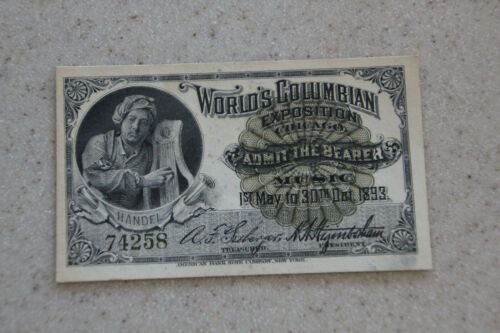 WORLD'S COLUMBIAN
EXPOSITION
CHICAGO
ADMIT THE BEARER
MUSIC
1ST May to 30TH Oct. 1893.
HANDEL
74258
TREASURER.
PRESIDENT.
AMERICAN BANK NOTE COMPANY, NEW YORK.